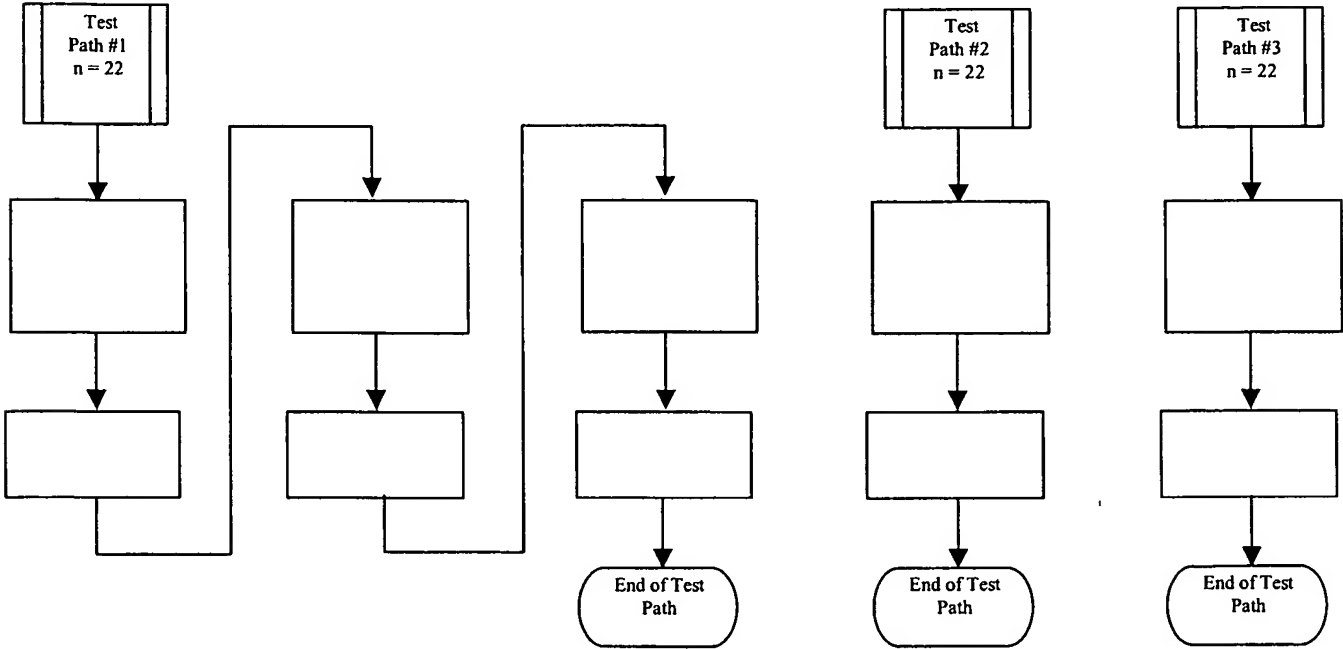 Test
Path #1
n = 22
Test
Path #2
n = 22
Test
Path #3
n = 22
End of Test
Path
End of Test
Path
End of Test
Path